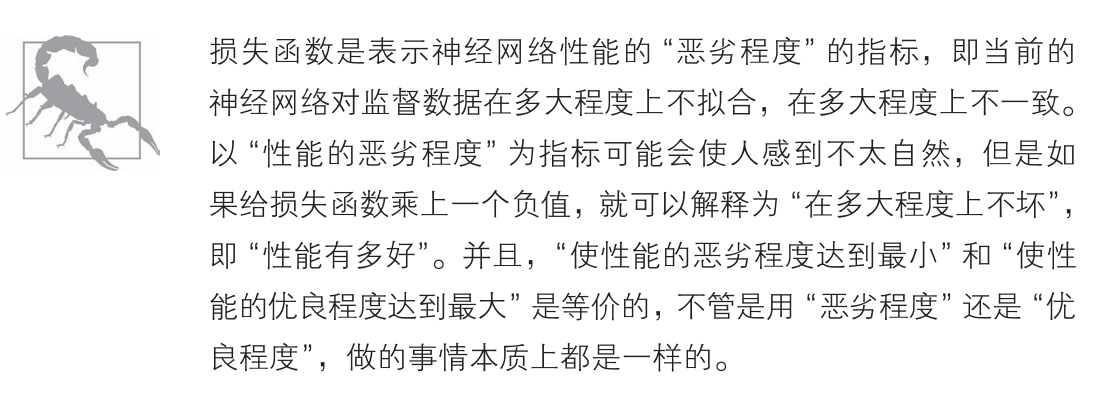 损失函数是表示神经网络性能的“恶劣程度”的指标，即当前的
神经网络对监督数据在多大程度上不拟合，在多大程度上不一致。
以“性能的恶劣程度”为指标可能会使人感到不太自然，但是如
果给损失函数乘上一个负值，就可以解释为“在多大程度上不坏”，
即“性能有多好”。并且，“使性能的恶劣程度达到最小”和“使性
能的优良程度达到最大”是等价的，不管是用“恶劣程度”还是“优
良程度”，做的事情本质上都是一样的。